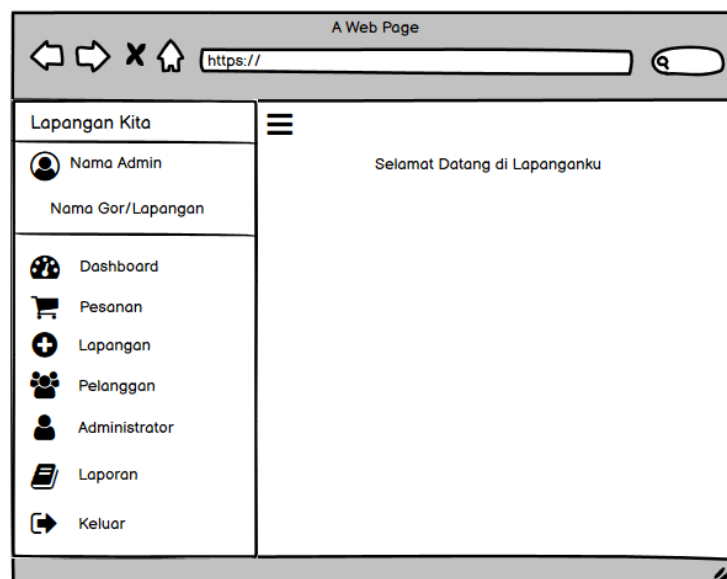 A Web Page
https://
Lapangan Kita
Nama Admin
Nama Gor/Lapangan
Selamat Datang di Lapanganku
Dashboard
Pesanan
Lapangan
Pelanggan
Administrator
Laporan
Keluar